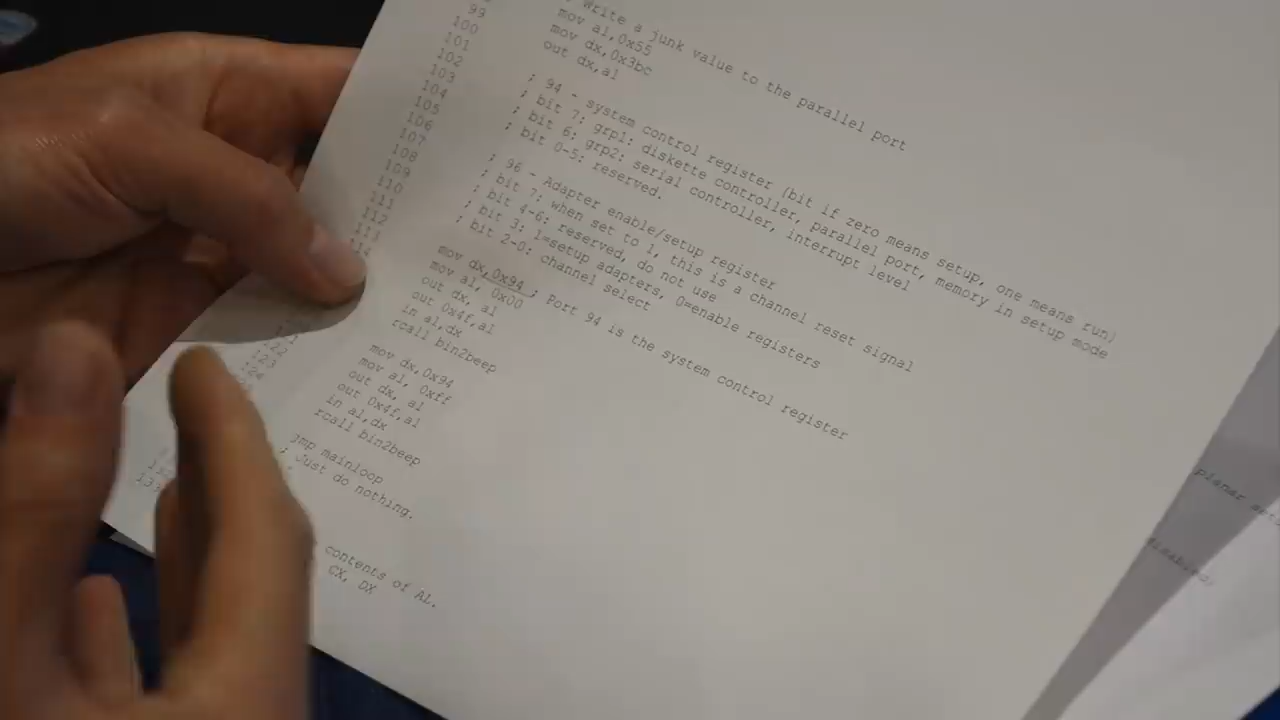 99
100
101
102
103
104
105
106
107
108
109
110
111
112
122
123
124
133
; Write a junk value to the parallel port
mov al,0x55
mov dx,0x3bc
out dx,al
; 94 - system control register (bit if zero means setup, one means run)
; bit 7: grp1: diskette controller, parallel port, memory in setup mode
; bit 6: grp2: serial controller, interrupt level
; bit 0-5: reserved.
; 96 - Adapter enable/setup register
; bit 7: when set to 1, this is a channel reset signal
; bit 4-6: reserved, do not use
; bit 3: 1=setup adapters, 0=enable registers
; bit 2-0: channel select
mov dx,0x94 ; Port 94 is the system control register
mov al, 0x00
out dx, al
out 0x4f,al
in al,dx
rcall bin2beep
mov dx,0x94
mov al, 0xff
out dx, al
out 0x4f,al
in al,dx
rcall bin2beep
jmp mainloop
; Just do nothing.
contents of AL.
CX, DX
planar
disabled)